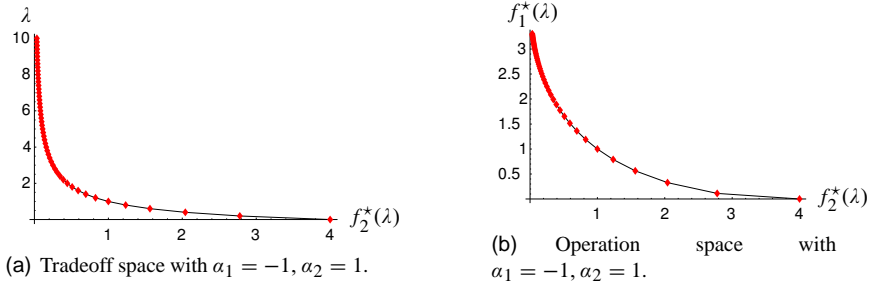 λ
10
8
6
4
2
1
2
3
4
f₂⋆(λ)
(a) Tradeoff space with α₁ = −1, α₂ = 1.
f₁⋆(λ)
3
2.5
2
1.5
1
0.5
1
2
3
4
f₂⋆(λ)
(b) Operation space with
α₁ = −1, α₂ = 1.